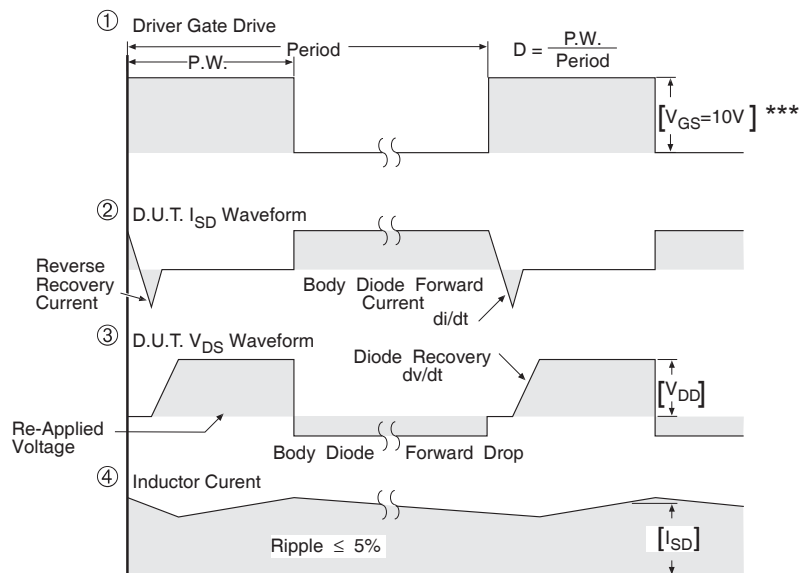 ① Driver Gate Drive
Period
P.W.
D = P.W. / Period
[VGS=10V] ***
② D.U.T. ISD Waveform
Reverse
Recovery
Current
Body Diode Forward
Current
di/dt
③ D.U.T. VDS Waveform
Diode Recovery
dv/dt
[VDD]
Re-Applied
Voltage
Body Diode Forward Drop
④ Inductor Curent
Ripple ≤ 5%
[ISD]